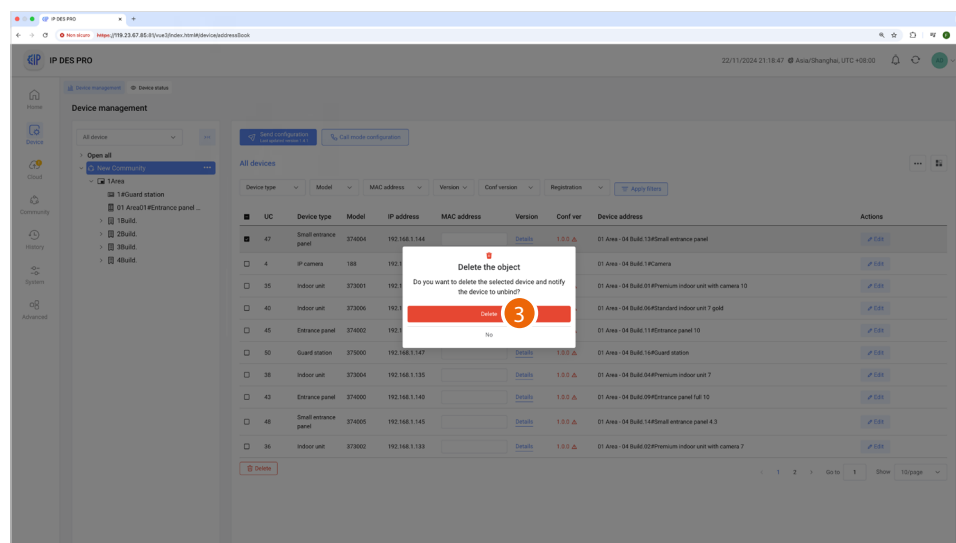 IP DES PRO
Non sicuro https://119.23.67.85:81/vue3/index.html#/device/addressBook
IP DES PRO
22/11/2024 21:18:47 Asia/Shanghai, UTC +08:00
Home
Device
Cloud
Community
History
System
Advanced
Device management Device status
Device management
All device
Open all
New Community
1Area
1#Guard station
01 Area01#Entrance panel ...
1Build.
2Build.
3Build.
4Build.
Send configuration
Call mode configuration
All devices
Device type Model MAC address Version Conf version Registration Apply filters
UC Device type Model IP address MAC address Version Conf ver Device address Actions
47 Small entrance panel 374004 192.168.1.144 Details 1.0.0 01 Area - 04 Build.13#Small entrance panel Edit
4 IP camera 188 192.1 01 Area - 04 Build.1#Camera Edit
35 Indoor unit 373001 192.1 01 Area - 04 Build.01#Premium indoor unit with camera 10 Edit
40 Indoor unit 373006 192.1 01 Area - 04 Build.06#Standard indoor unit 7 gold. Edit
45 Entrance panel 374002 192.1 01 Area - 04 Build.11#Entrance panel 10 Edit
50 Guard station 375000 192.168.1.147 Details 1.0.0 01 Area - 04 Build.16#Guard station Edit
38 Indoor unit 373004 192.168.1.135 Details 1.0.0 01 Area - 04 Build.04#Premium indoor unit 7 Edit
43 Entrance panel 374000 192.168.1.140 Details 1.0.0 01 Area - 04 Build.09#Entrance panel full 10 Edit
48 Small entrance panel 374005 192.168.1.145 Details 1.0.0 01 Area - 04 Build.14#Small entrance panel 4.3 Edit
36 Indoor unit 373002 192.168.1.133 Details 1.0.0 01 Area - 04 Build.02#Premium indoor unit with camera 7 Edit
Delete the object
Do you want to delete the selected device and notify
the device to unbind?
Delete
3
No
Delete
1 2 Go to 1 Show 10/page